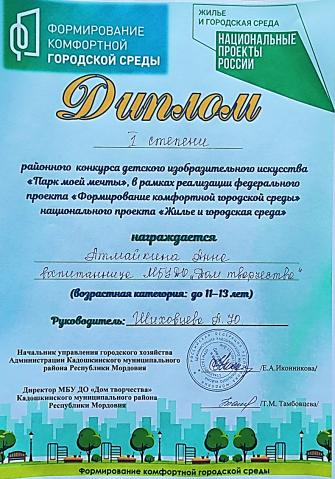 ФОРМИРОВАНИЕ
КОМФОРТНОЙ
ГОРОДСКОЙ СРЕДЫ
ЖИЛЬЕ
И ГОРОДСКАЯ СРЕДА
НАЦИОНАЛЬНЫЕ
ПРОЕКТЫ
РОССИИ
Диплом
I степени
районного конкурса детского изобразительного искусства
«Парк моей мечты», в рамках реализации федерального
проекта «Формирование комфортной городской среды»
национального проекта «Жилье и городская среда»
награждается
Атмайкина Анна
воспитанница МБУДО „Дом творчества"
(возрастная категория: до 11–13 лет)
Руководитель: Шиховцева Л.Ю
Начальник управления городского хозяйства
Администрации Кадошкинского муниципального
района Республики Мордовия
/Е.А.Иконникова/
Директор МБУ ДО «Дом творчества»
Кадошкинского муниципального района
Республики Мордовия
/Т.М. Тамбовцева/
Формирование комфортной городской среды